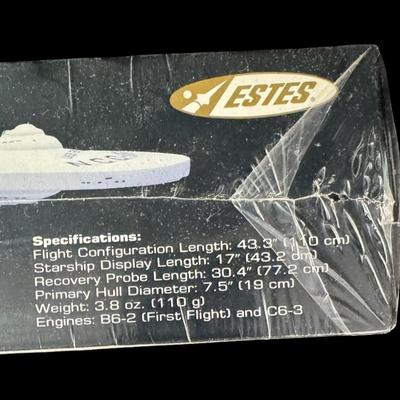 ESTES®
NCC
Specifications:
Flight Configuration Length: 43.3" (110 cm)
Starship Display Length: 17" (43.2 cm)
Recovery Probe Length: 30.4" (77.2 cm)
Primary Hull Diameter: 7.5" (19 cm)
Weight: 3.8 oz. (110 g)
Engines: B6-2 (First Flight) and C6-3